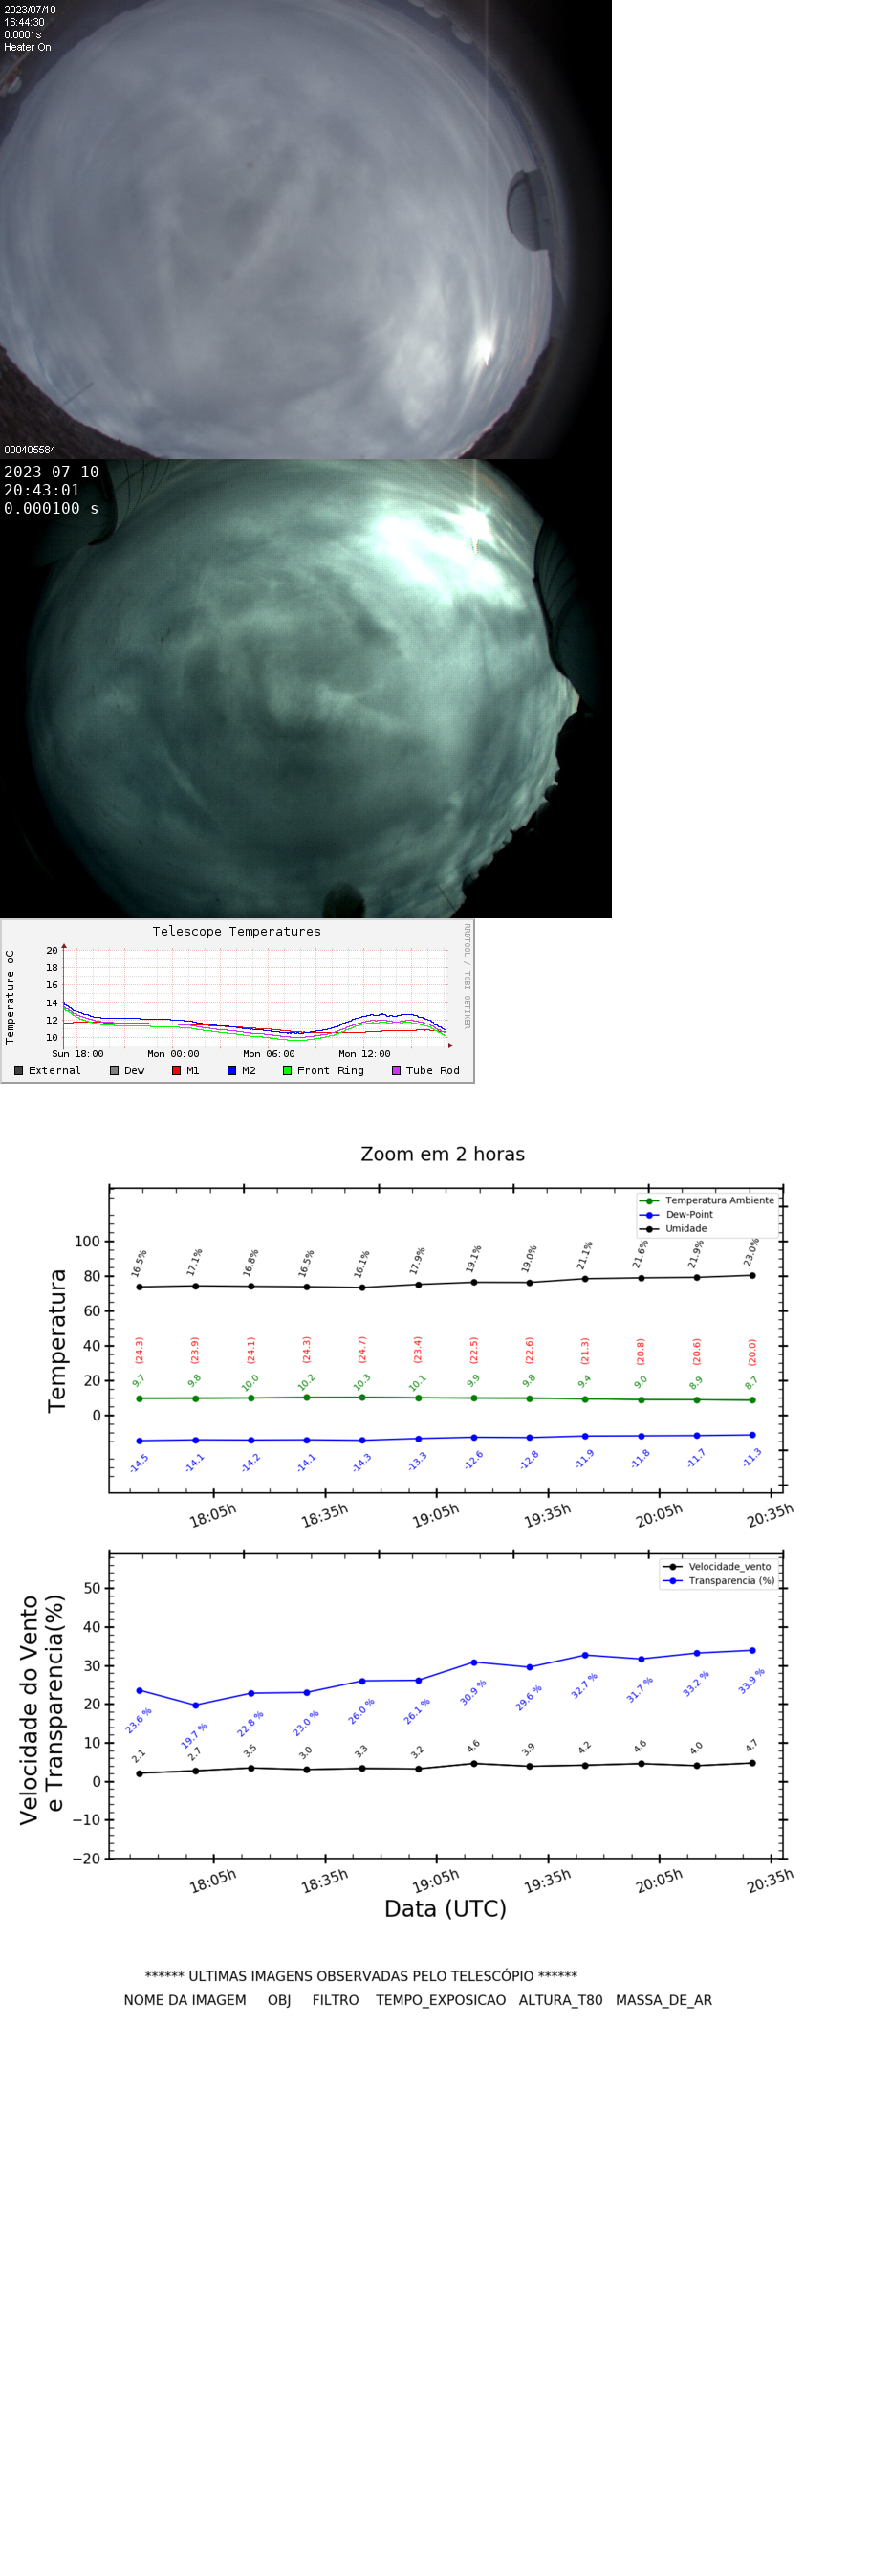 2023/07/10
16:44:30
0.0001s
Heater On
000405584
2023-07-10
20:43:01
0.000100 s
Telescope Temperatures
RRDTOOL / TOBI OETIKER
Temperature oC
20
18
16
14
12
10
Sun 18:00 Mon 00:00 Mon 06:00 Mon 12:00
External Dew M1 M2 Front Ring Tube Rod
Zoom em 2 horas
Temperatura Ambiente
Dew-Point
Umidade
Temperatura
100
80
60
40
20
0
16.5% 17.1% 16.8% 16.5% 16.1% 17.9% 19.1% 19.0% 21.1% 21.6% 21.9% 23.0%
(24.3) (23.9) (24.1) (24.3) (24.7) (23.4) (22.5) (22.6) (21.3) (20.8) (20.6) (20.0)
9.7 9.8 10.0 10.2 10.3 10.1 9.9 9.8 9.4 9.0 8.9 8.7
-14.5 -14.1 -14.2 -14.1 -14.3 -13.3 -12.6 -12.8 -11.9 -11.8 -11.7 -11.3
18:05h 18:35h 19:05h 19:35h 20:05h 20:35h
Velocidade_vento
Transparencia (%)
Velocidade do Vento
e Transparencia(%)
50
40
30
20
10
0
−10
−20
23.6 % 19.7 % 22.8 % 23.0 % 26.0 % 26.1 % 30.9 % 29.6 % 32.7 % 31.7 % 33.2 % 33.9 %
2.1 2.7 3.5 3.0 3.3 3.2 4.6 3.9 4.2 4.6 4.0 4.7
18:05h 18:35h 19:05h 19:35h 20:05h 20:35h
Data (UTC)
****** ULTIMAS IMAGENS OBSERVADAS PELO TELESCÓPIO ******
NOME DA IMAGEM OBJ FILTRO TEMPO_EXPOSICAO ALTURA_T80 MASSA_DE_AR